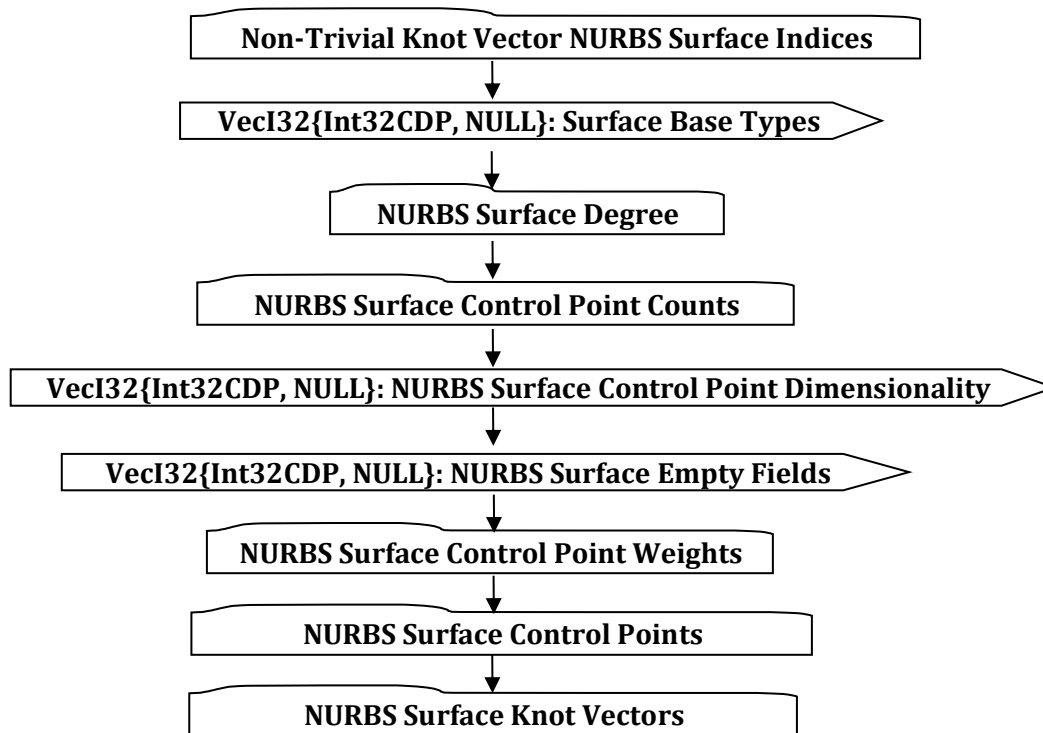 Non-Trivial Knot Vector NURBS Surface Indices
VecI32{Int32CDP, NULL}: Surface Base Types
NURBS Surface Degree
NURBS Surface Control Point Counts
VecI32{Int32CDP, NULL}: NURBS Surface Control Point Dimensionality
VecI32{Int32CDP, NULL}: NURBS Surface Empty Fields
NURBS Surface Control Point Weights
NURBS Surface Control Points
NURBS Surface Knot Vectors